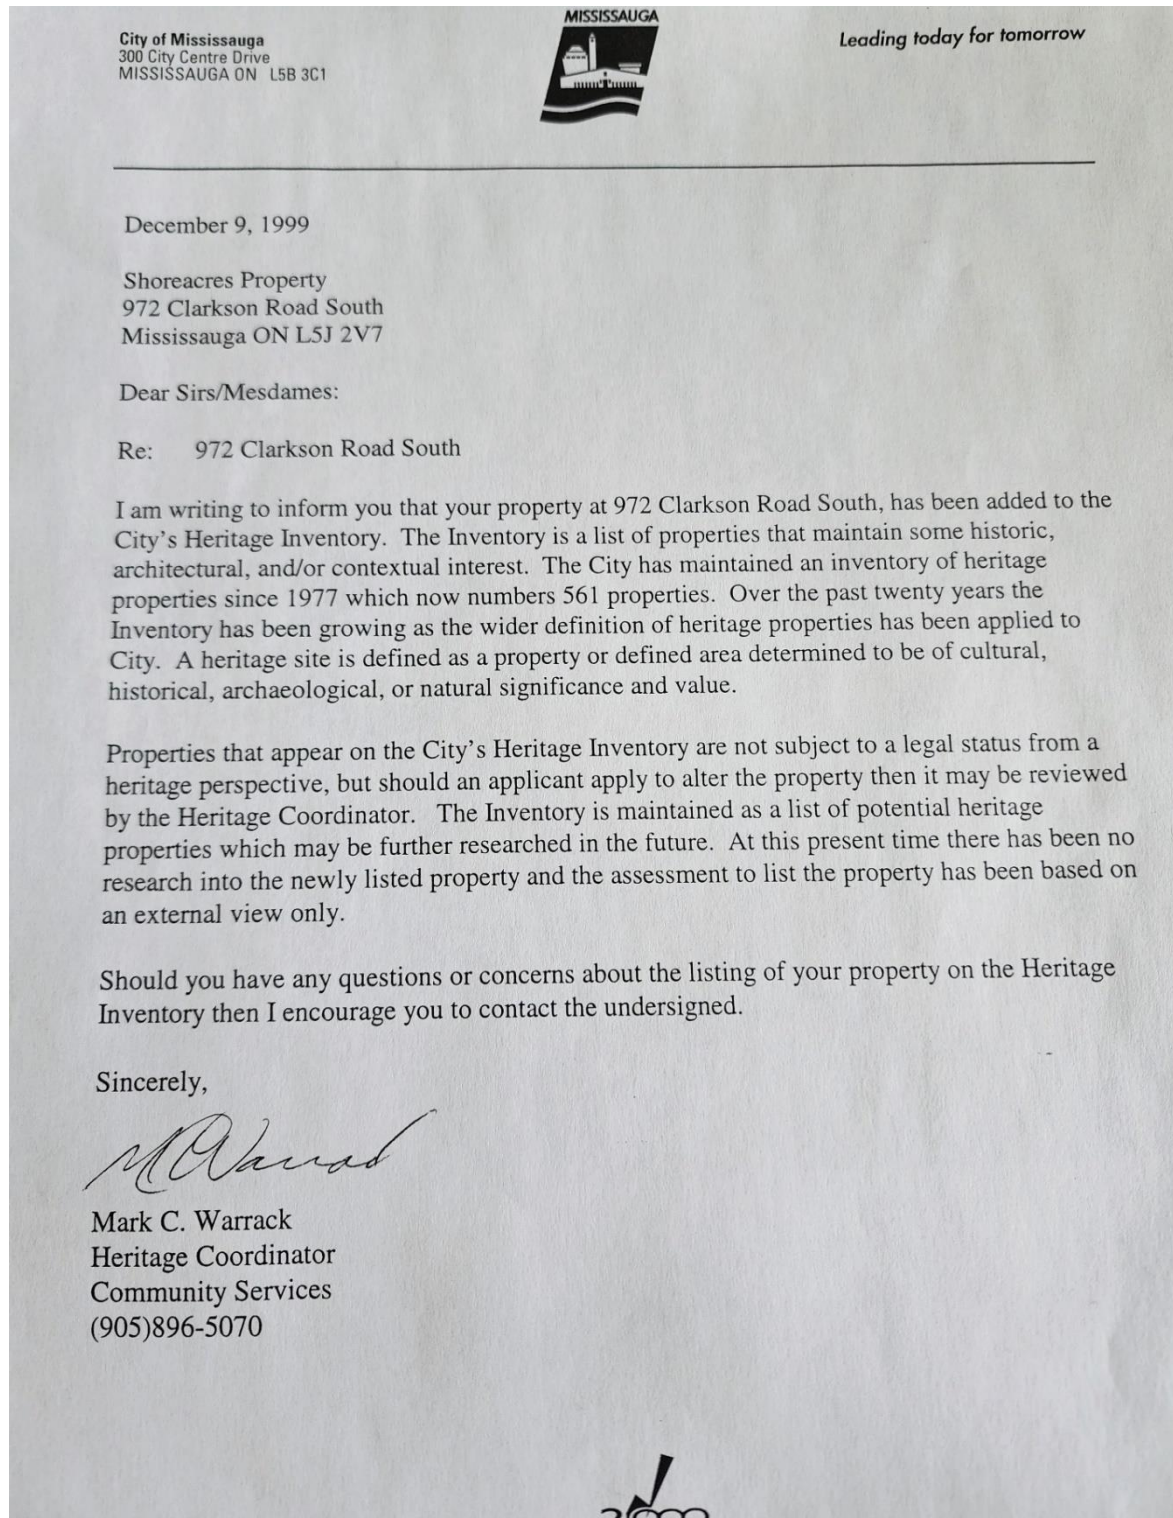 City of Mississauga
300 City Centre Drive
MISSISSAUGA ON L5B 3C1
MISSISSAUGA
Leading today for tomorrow
December 9, 1999
Shoreacres Property
972 Clarkson Road South
Mississauga ON L5J 2V7
Dear Sirs/Mesdames:
Re: 972 Clarkson Road South
I am writing to inform you that your property at 972 Clarkson Road South, has been added to the
City's Heritage Inventory. The Inventory is a list of properties that maintain some historic,
architectural, and/or contextual interest. The City has maintained an inventory of heritage
properties since 1977 which now numbers 561 properties. Over the past twenty years the
Inventory has been growing as the wider definition of heritage properties has been applied to
City. A heritage site is defined as a property or defined area determined to be of cultural,
historical, archaeological, or natural significance and value.
Properties that appear on the City's Heritage Inventory are not subject to a legal status from a
heritage perspective, but should an applicant apply to alter the property then it may be reviewed
by the Heritage Coordinator. The Inventory is maintained as a list of potential heritage
properties which may be further researched in the future. At this present time there has been no
research into the newly listed property and the assessment to list the property has been based on
an external view only.
Should you have any questions or concerns about the listing of your property on the Heritage
Inventory then I encourage you to contact the undersigned.
Sincerely,
Mark C. Warrack
Heritage Coordinator
Community Services
(905)896-5070